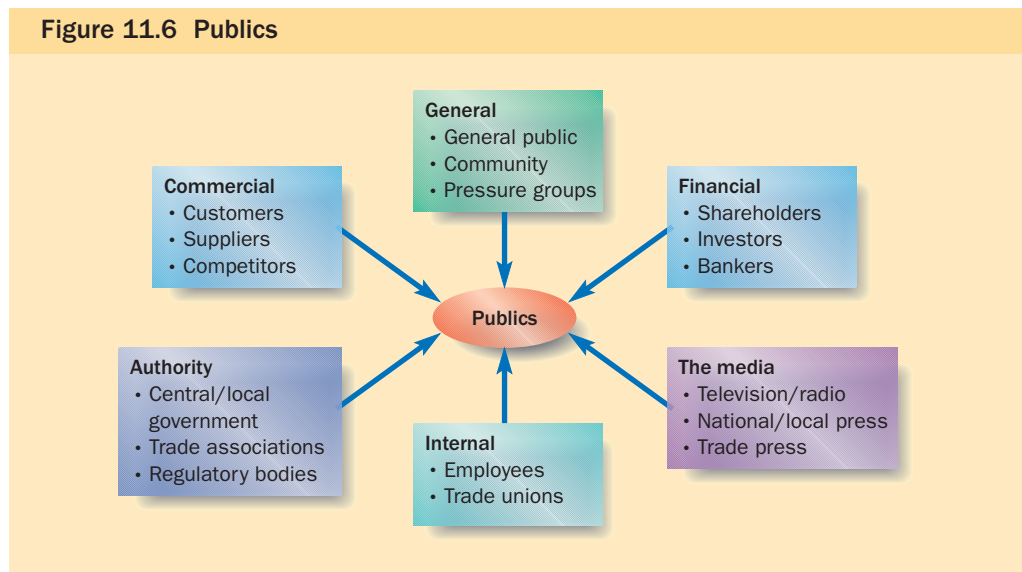 Figure 11.6 Publics
General
• General public
• Community
• Pressure groups
Commercial
• Customers
• Suppliers
• Competitors
Financial
• Shareholders
• Investors
• Bankers
Publics
Authority
• Central/local
government
• Trade associations
• Regulatory bodies
Internal
• Employees
• Trade unions
The media
• Television/radio
• National/local press
• Trade press